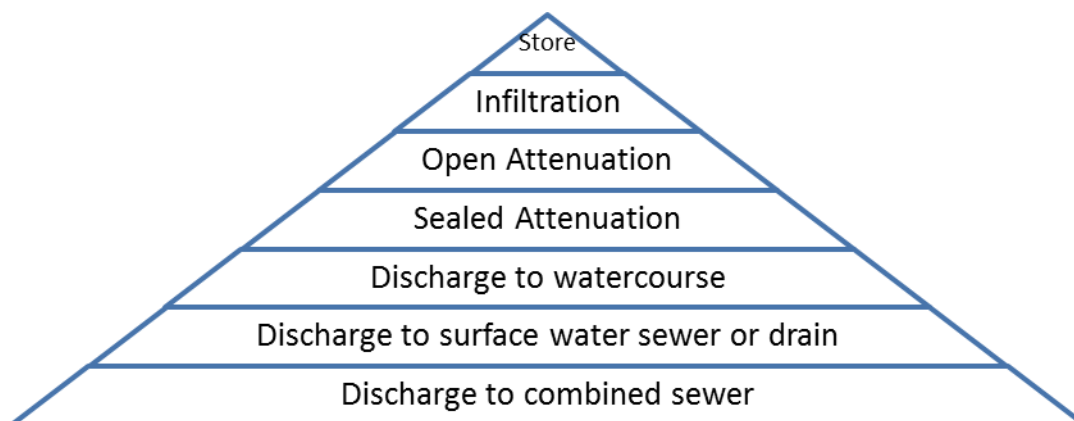 Store
Infiltration
Open Attenuation
Sealed Attenuation
Discharge to watercourse
Discharge to surface water sewer or drain
Discharge to combined sewer